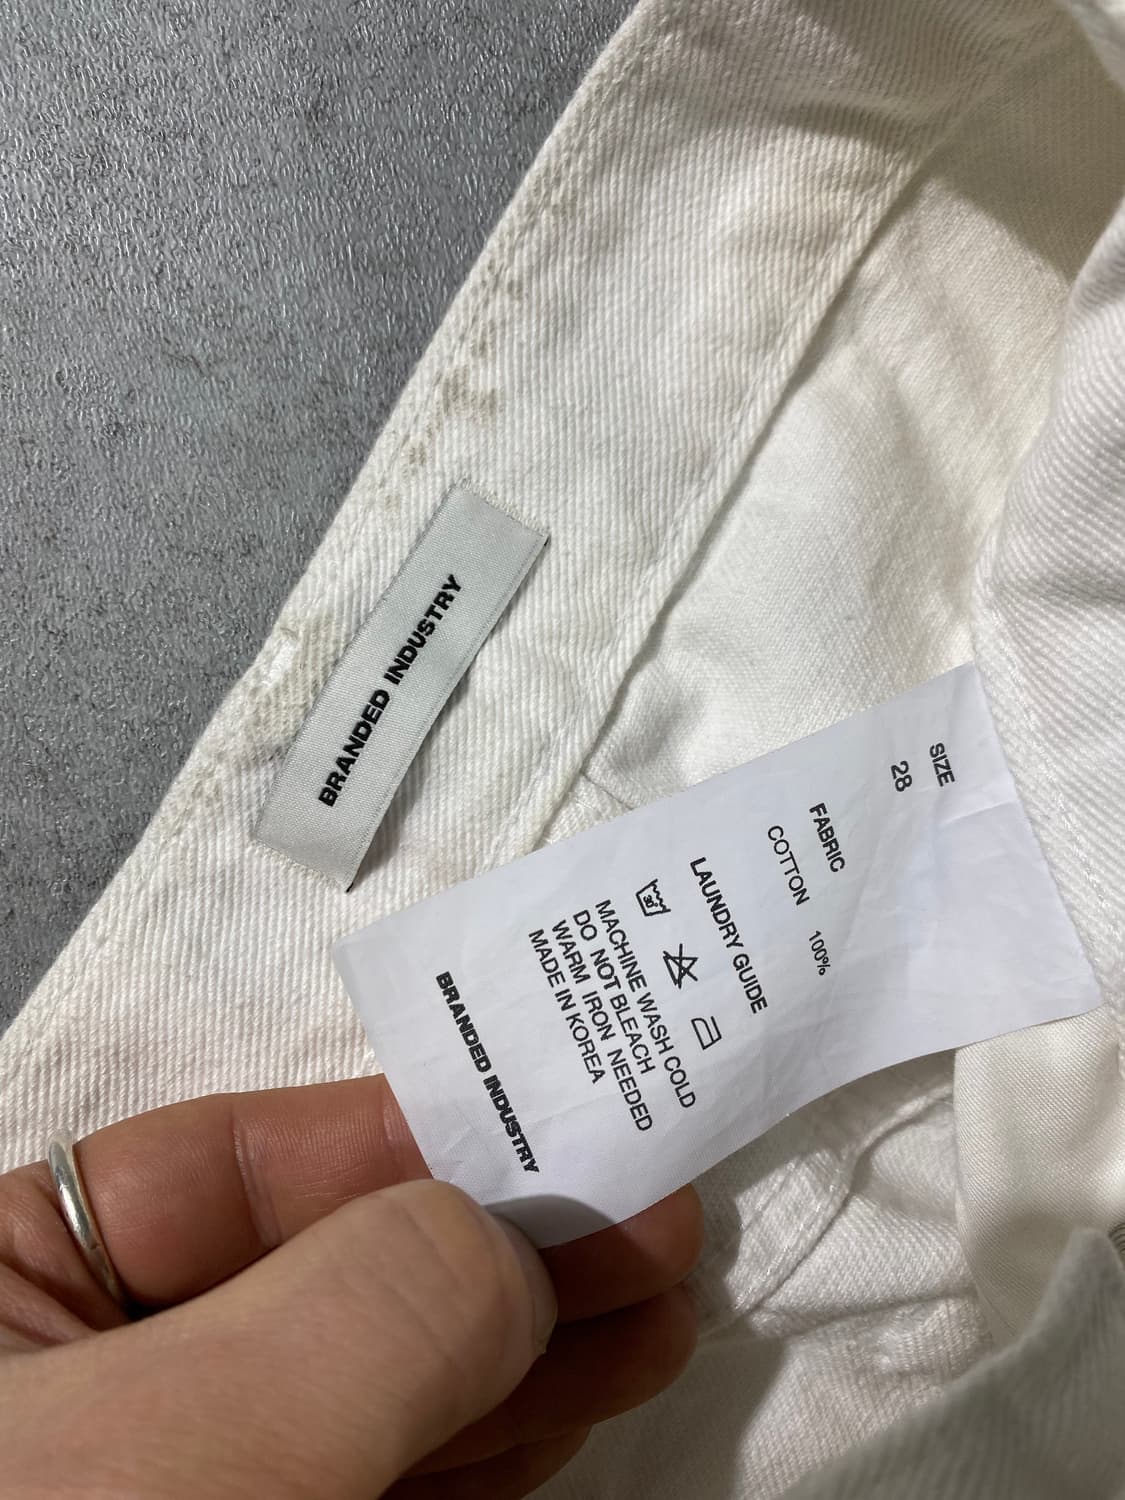 BRANDED INDUSTRY
SIZE
28
FABRIC
COTTON 100%
LAUNDRY GUIDE
30
MACHINE WASH COLD
DO NOT BLEACH
WARM IRON NEEDED
MADE IN KOREA
BRANDED INDUSTRY